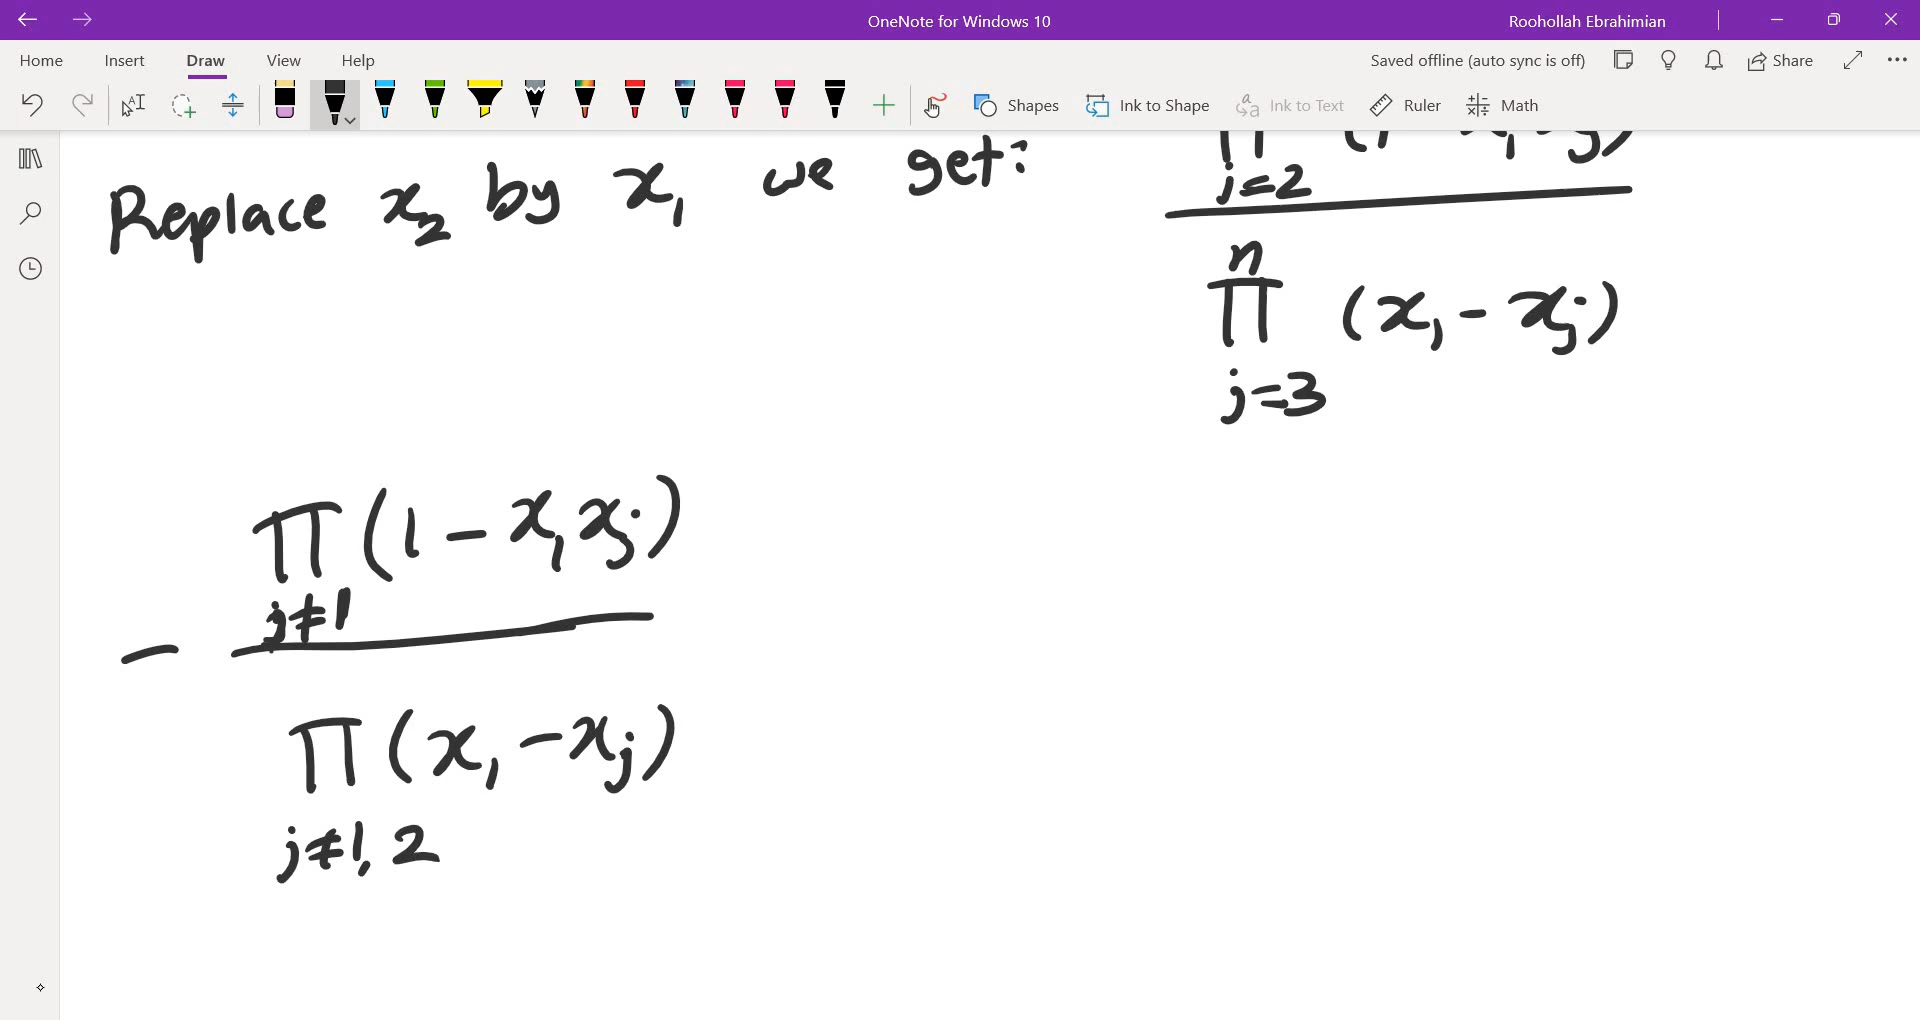 OneNote for Windows 10
Roohollah Ebrahimian
Home Insert Draw View Help
Saved offline (auto sync is off) Share
Shapes Ink to Shape Ink to Text Ruler Math
Replace x₂ by x₁ we get:
∏ (1 - x₁xⱼ)
j=2
n
∏ (x₁ - xⱼ)
j=3
∏ (1 - x₁xⱼ)
j≠1
-
∏ (x₁ - xⱼ)
j≠1, 2